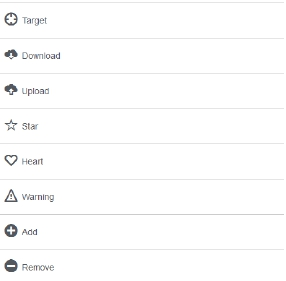 Target
Download
Upload
Star
Heart
Warning
Add
Remove